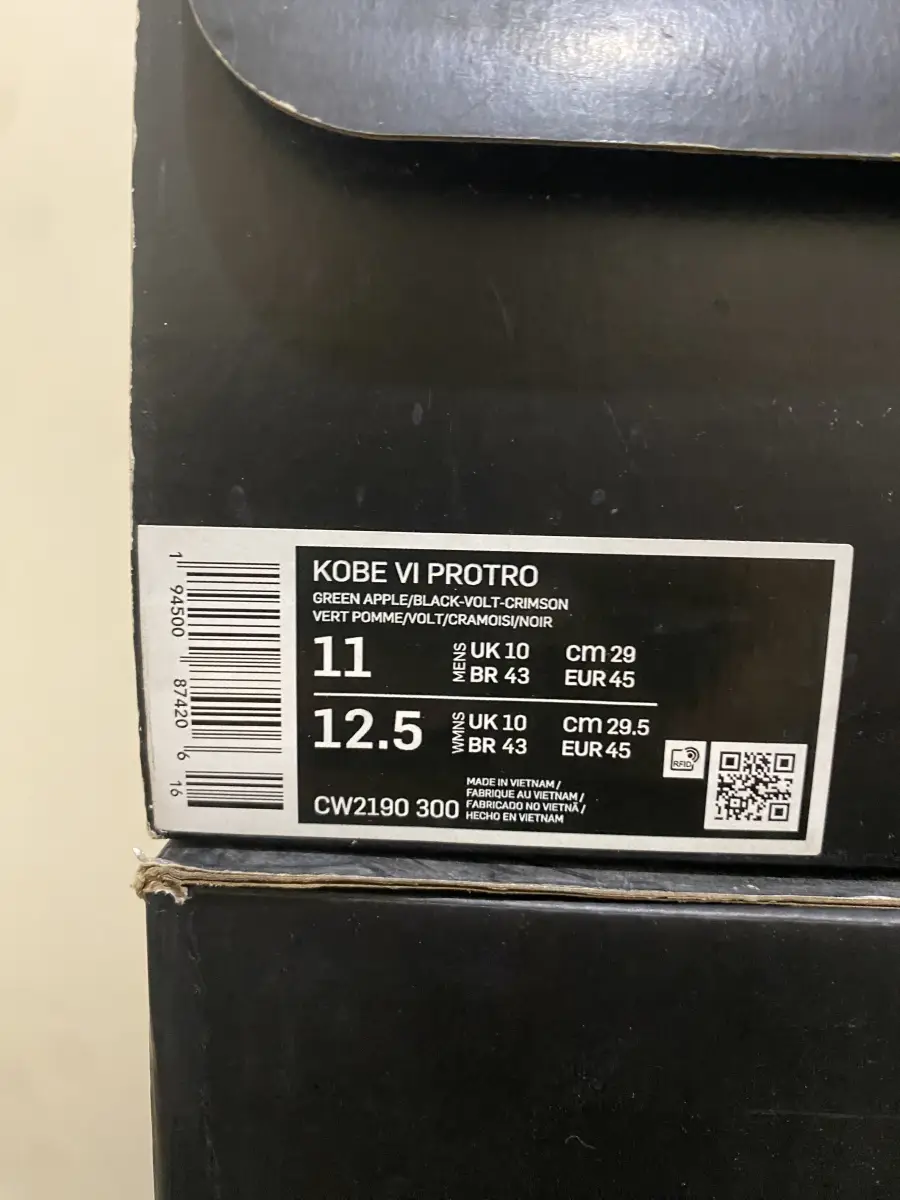 KOBE VI PROTRO
GREEN APPLE/BLACK-VOLT-CRIMSON
VERT POMME/VOLT/CRAMOISI/NOIR
11
MENS
UK 10
cm 29
BR 43
EUR 45
12.5
WMNS
UK 10
cm 29.5
BR 43
EUR 45
RFID
CW2190 300
MADE IN VIETNAM /
FABRIQUE AU VIETNAM /
FABRICADO NO VIETNÃ /
HECHO EN VIETNAM
1 94500 87420 6 16